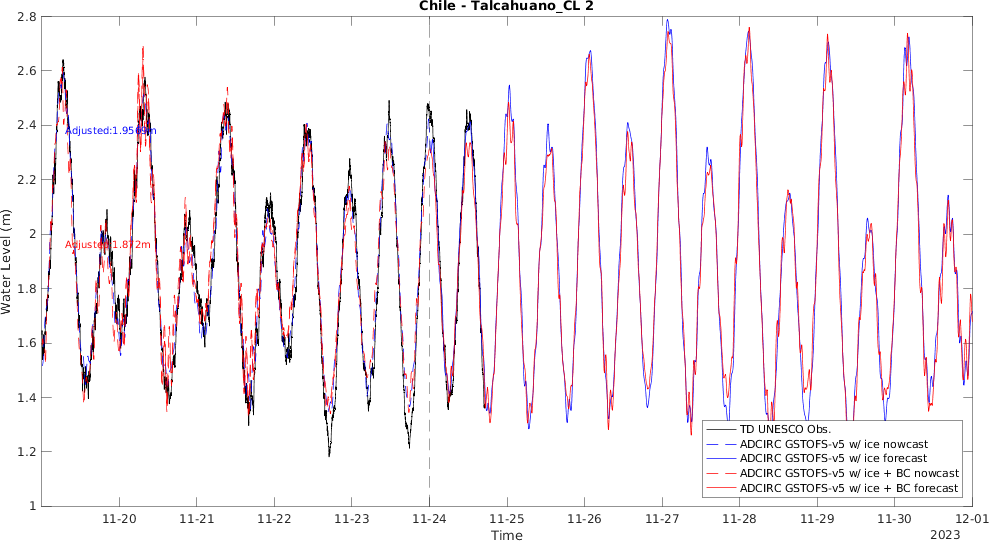 Chile - Talcahuano_CL 2
2.8
2.6
2.4
2.2
2
1.8
1.6
1.4
1.2
1
Water Level (m)
Adjusted:1.872m
TD UNESCO Obs.
ADCIRC GSTOFS-v5 w/ ice nowcast
ADCIRC GSTOFS-v5 w/ ice forecast
ADCIRC GSTOFS-v5 w/ ice + BC nowcast
ADCIRC GSTOFS-v5 w/ ice + BC forecast
11-20 11-21 11-22 11-23 11-24 11-25 11-26 11-27 11-28 11-29 11-30 12-01
Time
2023